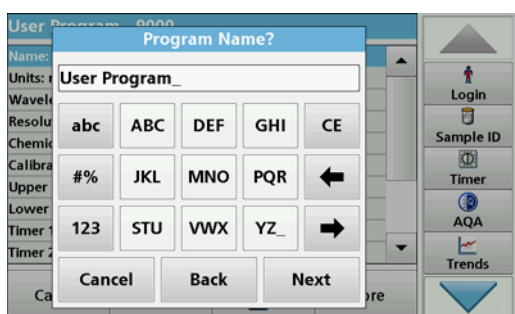 User Program 9000
Program Name?
Name:
Units:
User Program_
Login
Wavele
Resolu
abc ABC DEF GHI CE
Sample ID
Chemic
Calibra
#% JKL MNO PQR
Timer
Upper
Lower
AQA
Timer 1
123 STU VWX YZ_
Timer 2
Trends
Cancel Back Next
Ca
ore